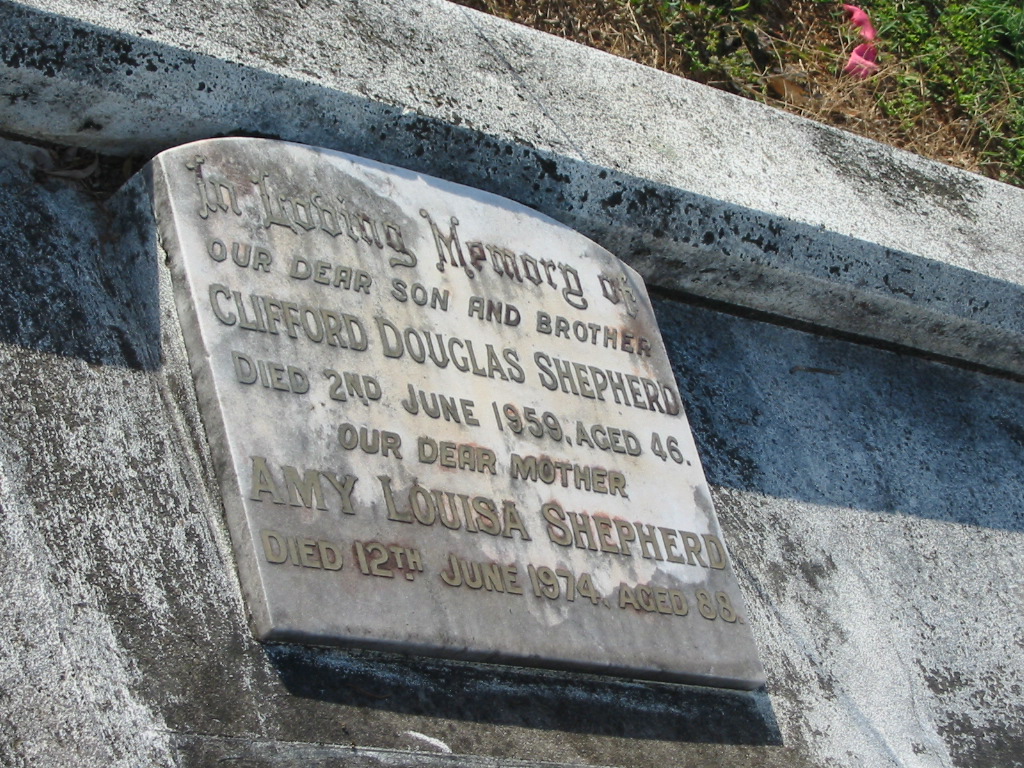 In Loving Memory of
OUR DEAR SON AND BROTHER
CLIFFORD DOUGLAS SHEPHERD
DIED 2ND JUNE 1959, AGED 46.
OUR DEAR MOTHER
AMY LOUISA SHEPHERD
DIED 12TH JUNE 1974, AGED 88.